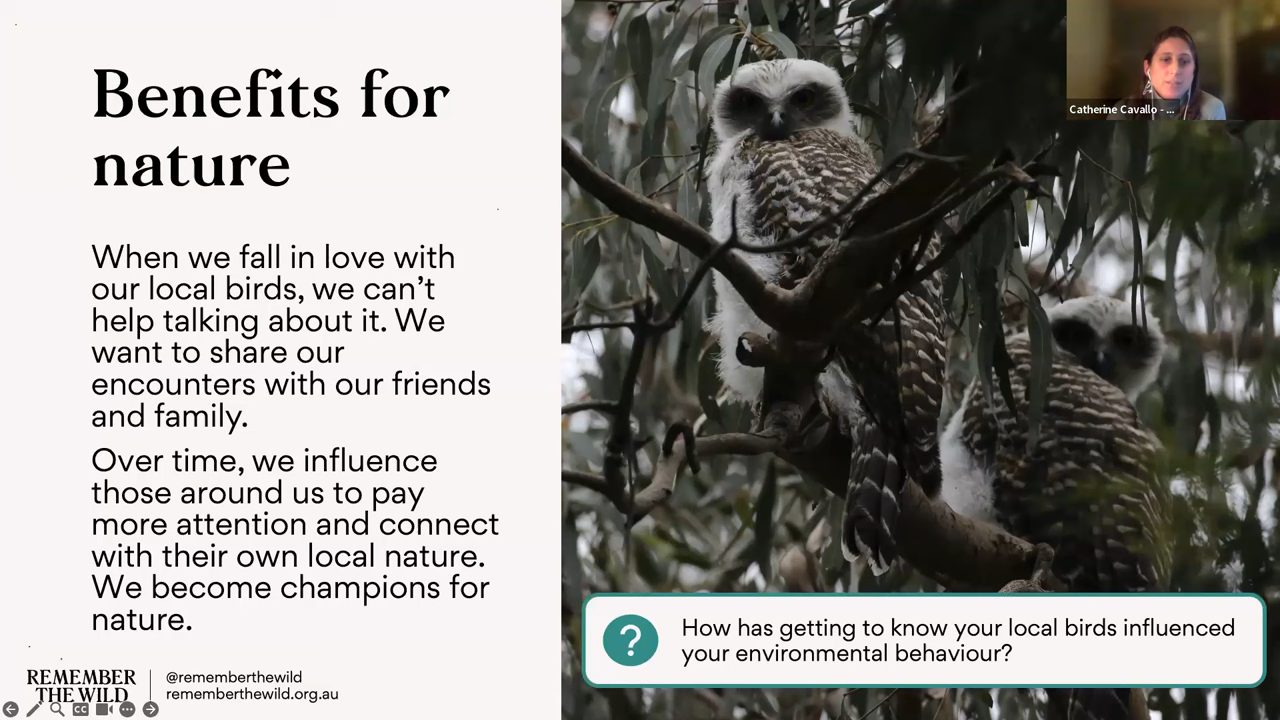 Benefits for
nature
When we fall in love with
our local birds, we can’t
help talking about it. We
want to share our
encounters with our friends
and family.
Over time, we influence
those around us to pay
more attention and connect
with their own local nature.
We become champions for
nature.
REMEMBER
THE WILD
@rememberthewild
rememberthewild.org.au
CC
Catherine Cavallo - ...
?
How has getting to know your local birds influenced
your environmental behaviour?